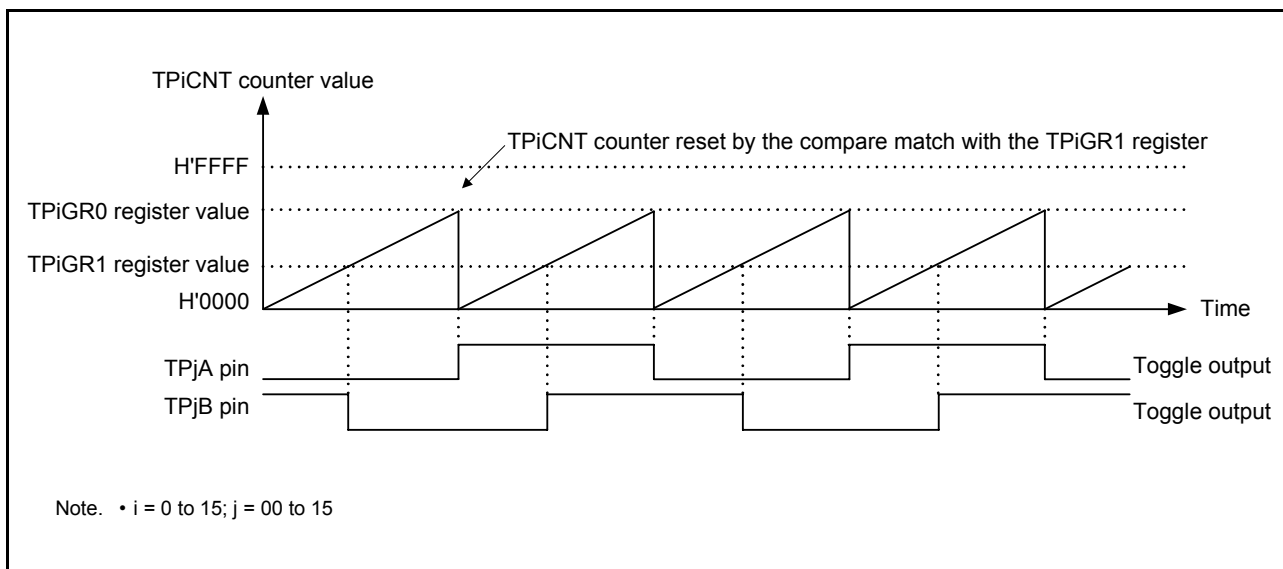 TPiCNT counter value
TPiCNT counter reset by the compare match with the TPiGR1 register
H'FFFF
TPiGR0 register value
TPiGR1 register value
H'0000
Time
TPjA pin
Toggle output
TPjB pin
Toggle output
Note. • i = 0 to 15; j = 00 to 15